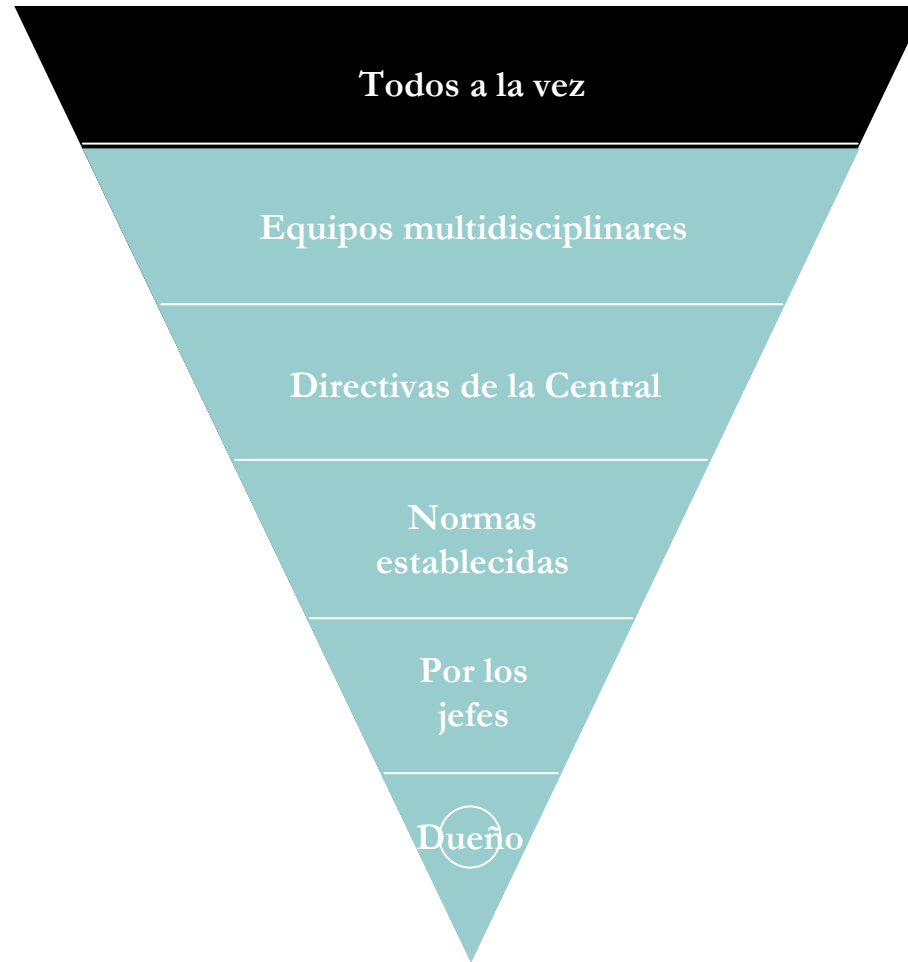 Todos a la vez
Equipos multidisciplinares
Directivas de la Central
Normas
establecidas
Por los
jefes
Dueño